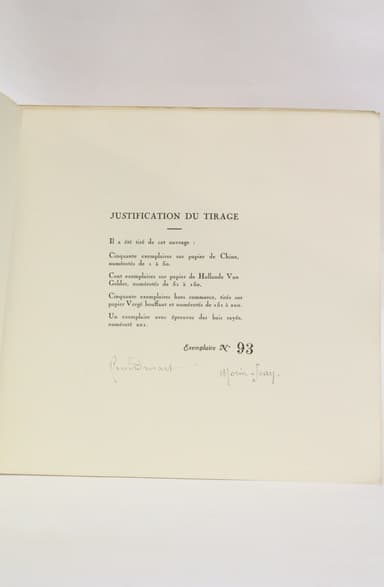 JUSTIFICATION DU TIRAGE
Il a été tiré de cet ouvrage :
Cinquante exemplaires sur papier de Chine,
numérotés de 1 à 50.
Cent exemplaires sur papier de Hollande Van
Gelder, numérotés de 51 à 150.
Cinquante exemplaires hors commerce, tirés sur
papier Vergé bouffant et numérotés de 151 à 200.
Un exemplaire avec épreuves des bois rayés,
numéroté 201.
Exemplaire N° 93
Morin-Jean.